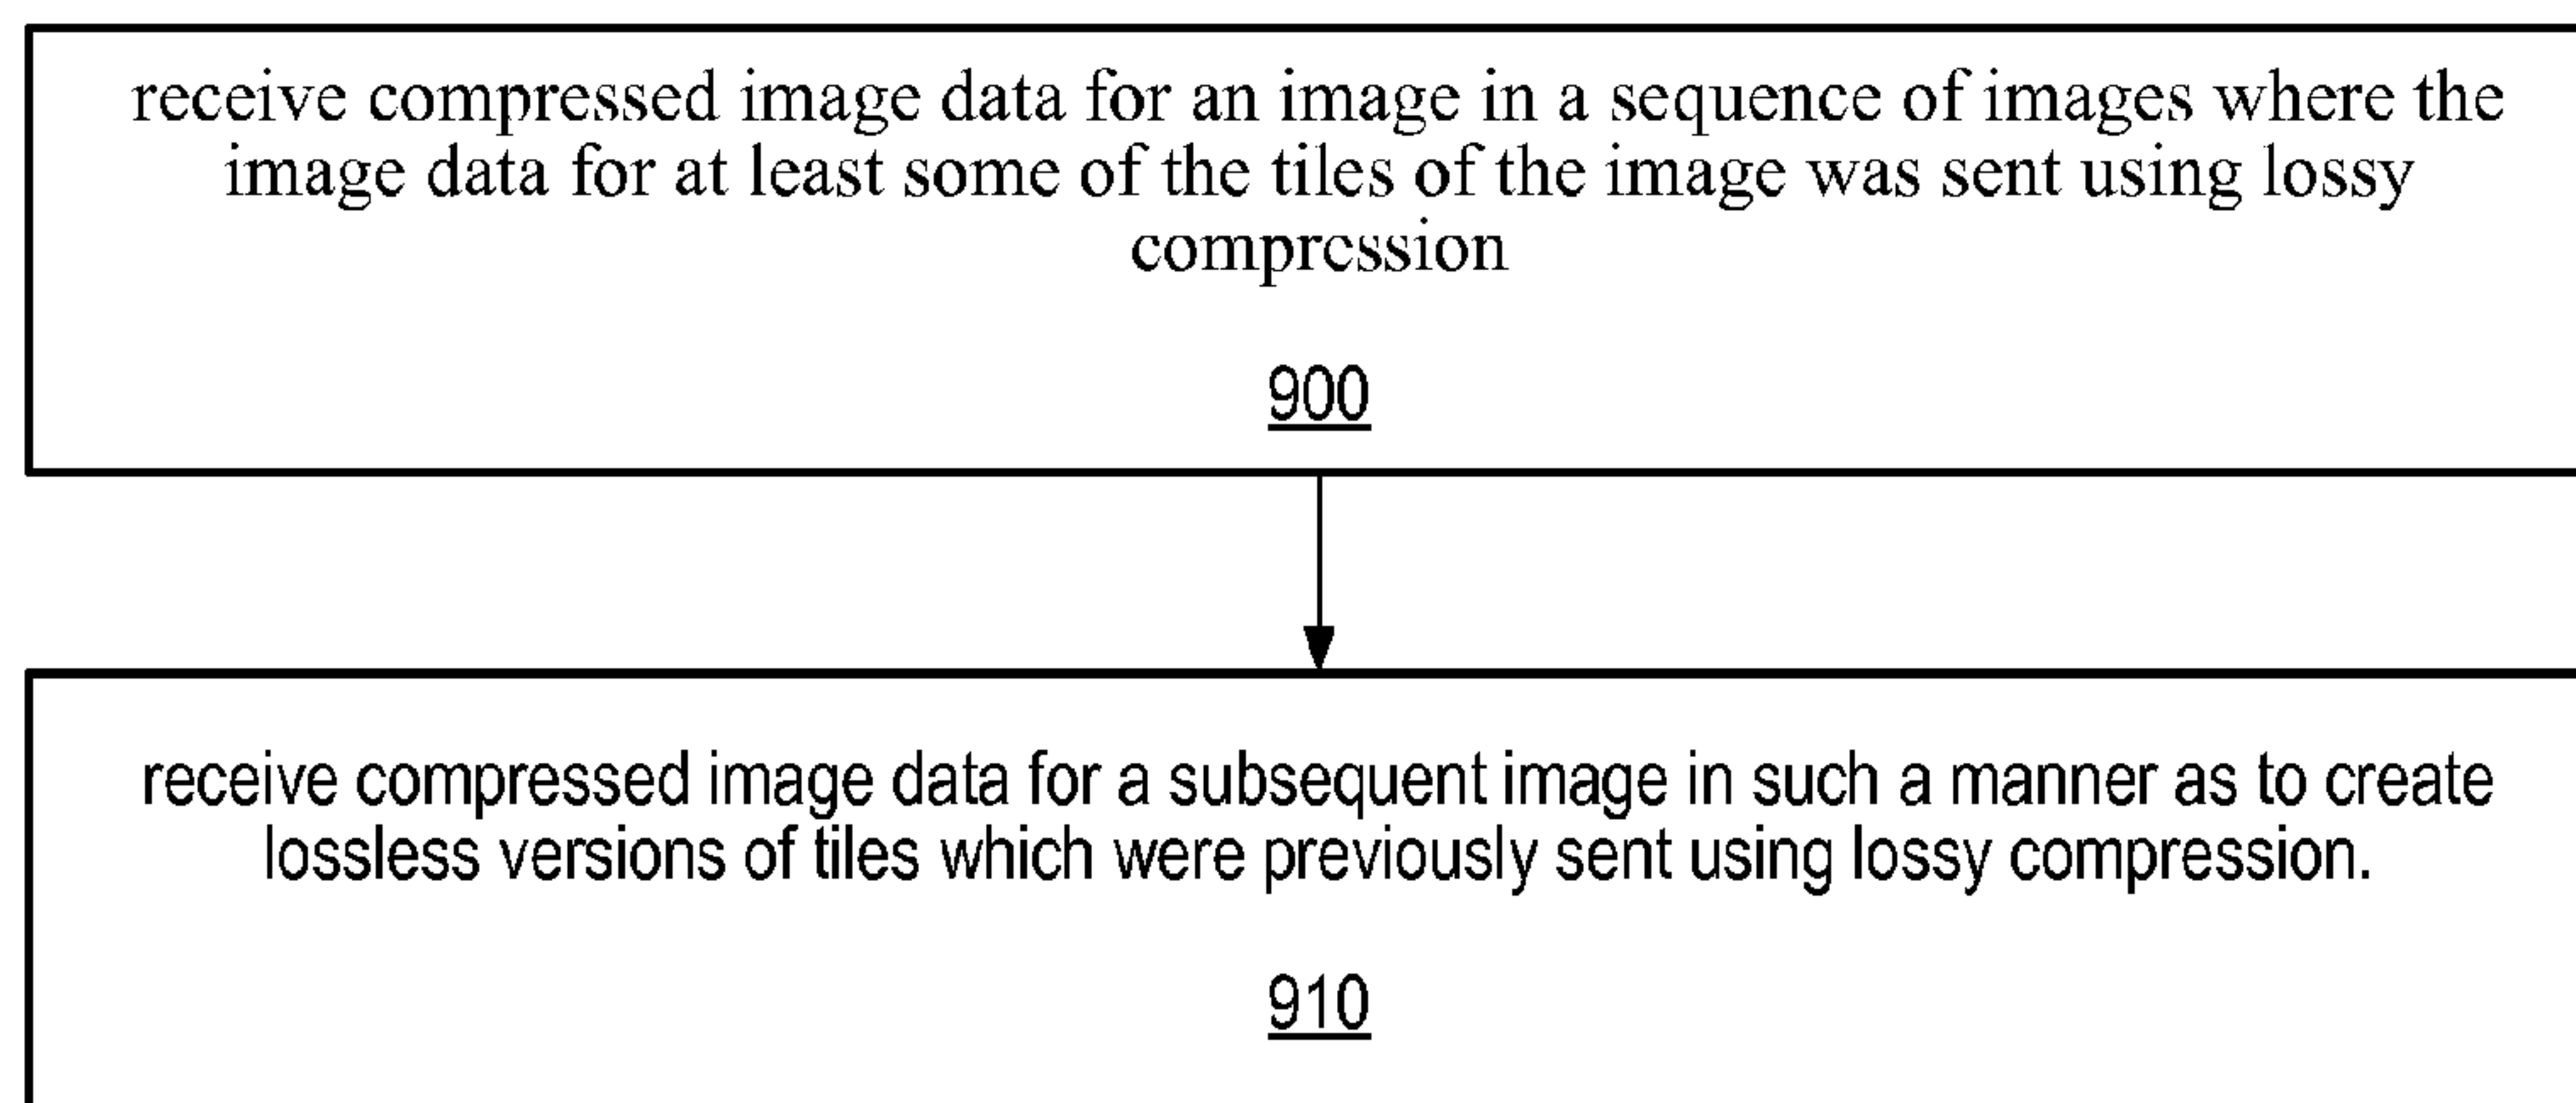 receive compressed image data for an image in a sequence of images where the
image data for at least some of the tiles of the image was sent using lossy
compression
900
receive compressed image data for a subsequent image in such a manner as to create
lossless versions of tiles which were previously sent using lossy compression.
910